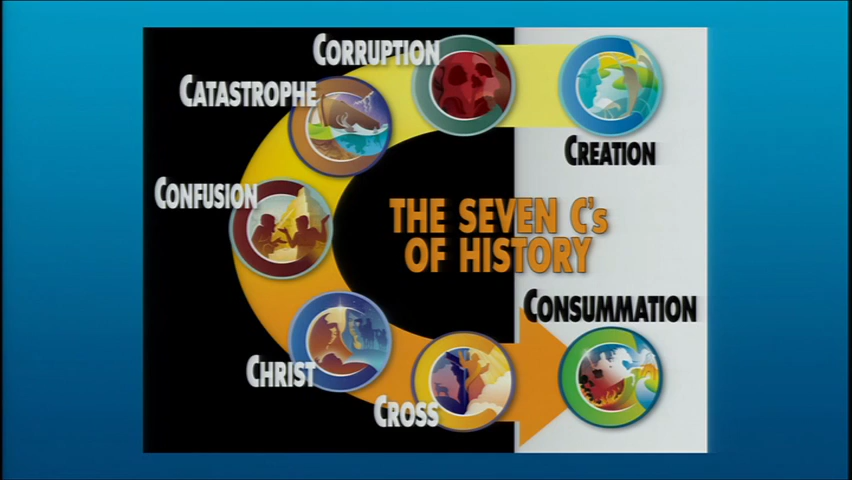 CORRUPTION
CATASTROPHE
CREATION
CONFUSION
THE SEVEN C's
OF HISTORY
CONSUMMATION
CHRIST
CROSS